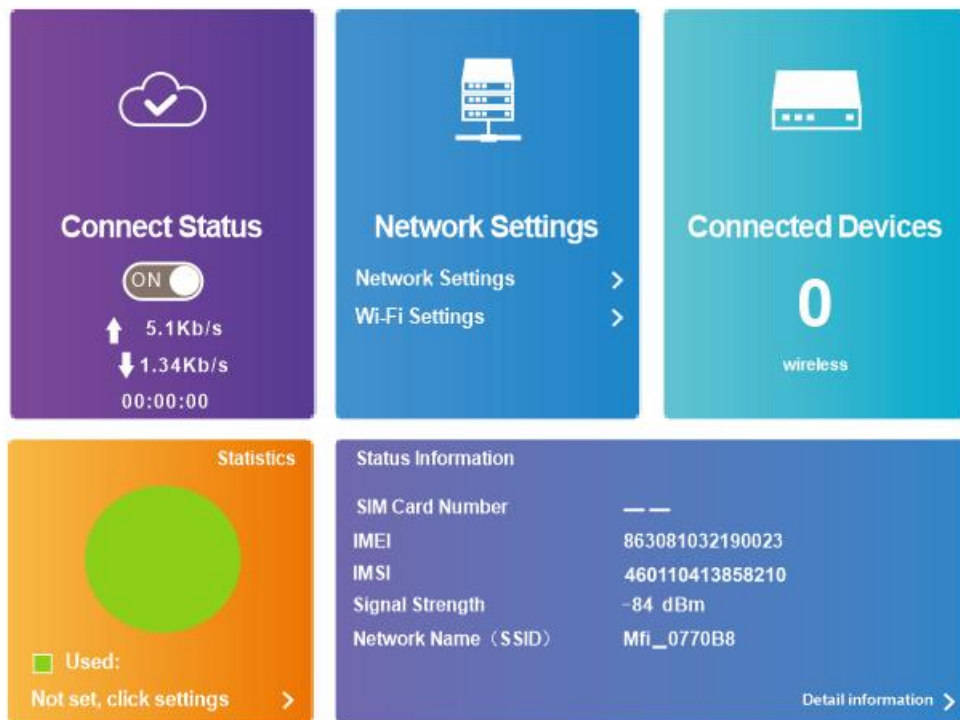 Connect Status
ON
5.1Kb/s
1.34Kb/s
00:00:00
Network Settings
Network Settings
Wi-Fi Settings
Connected Devices
0
wireless
Statistics
Used:
Not set, click settings
Status Information
SIM Card Number — —
IMEI 863081032190023
IMSI 460110413858210
Signal Strength -84 dBm
Network Name（SSID） Mfi_0770B8
Detail information